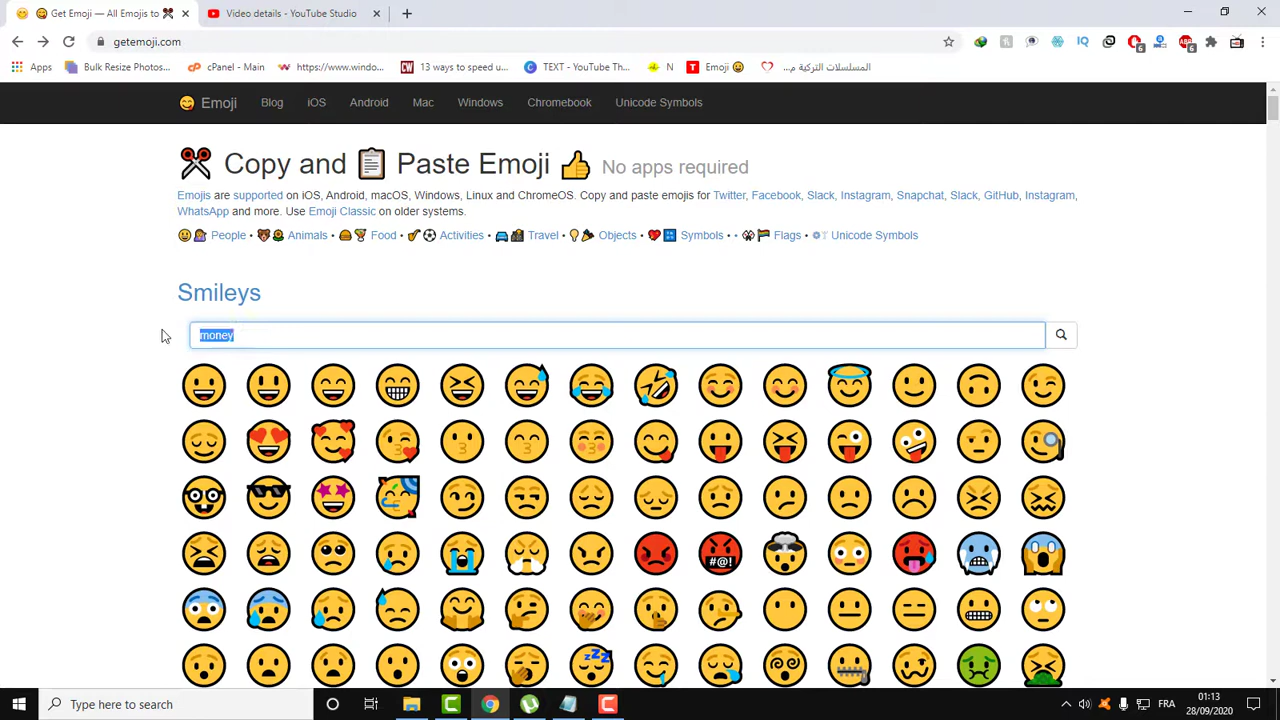 Get Emoji — All Emojis to
Video details - YouTube Studio
getemoji.com
6
6
Apps
Bulk Resize Photos...
cPanel - Main
https://www.windo...
13 ways to speed u...
TEXT - YouTube Th...
N
Emoji
المسلسلات التركية م...
Emoji
Blog
iOS
Android
Mac
Windows
Chromebook
Unicode Symbols
Copy and Paste Emoji No apps required
Emojis are supported on iOS, Android, macOS, Windows, Linux and ChromeOS. Copy and paste emojis for Twitter, Facebook, Slack, Instagram, Snapchat, Slack, GitHub, Instagram,
WhatsApp and more. Use Emoji Classic on older systems.
People • Animals • Food • Activities • Travel • Objects • Symbols • • Flags • Unicode Symbols
Smileys
money
#@!
Type here to search
FRA
01:13
28/09/2020